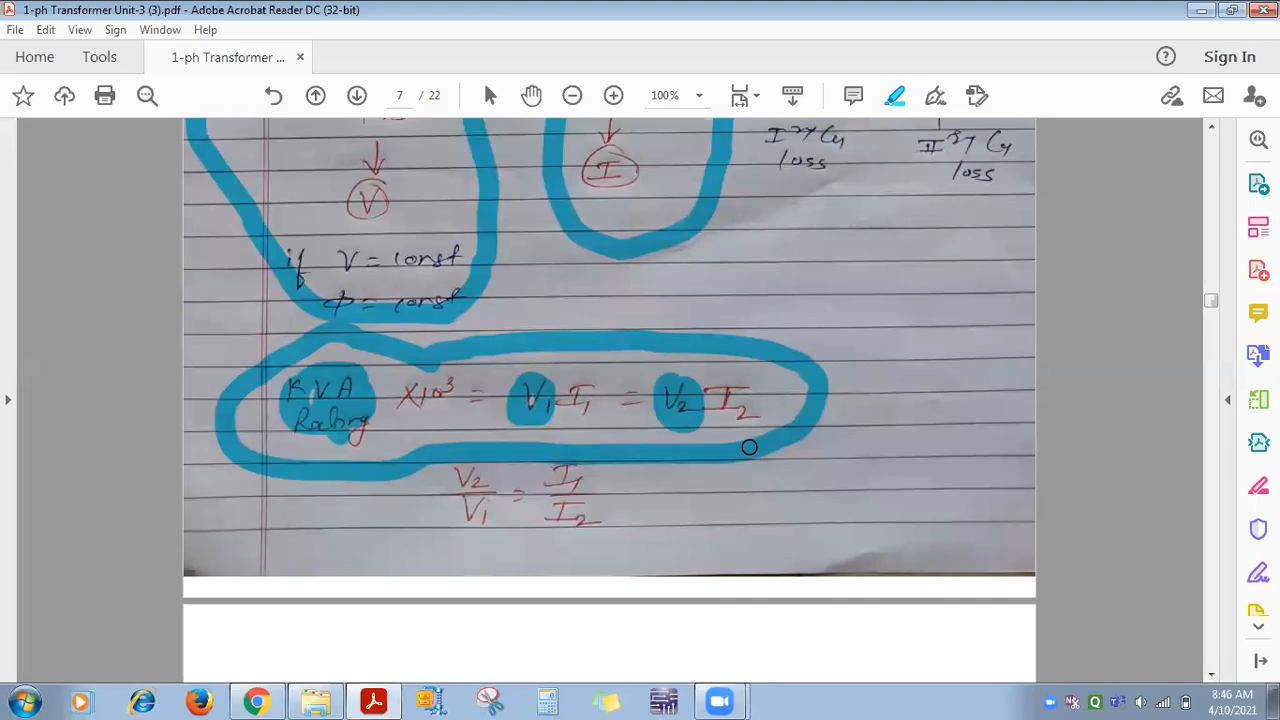 1-ph Transformer Unit-3 (3).pdf - Adobe Acrobat Reader DC (32-bit)
File Edit View Sign Window Help
Home Tools 1-ph Transformer ... × Sign In
7 / 22 100%
I
V
Iˢᵗʸ Cu loss
IIʳʸ Cu loss
if V = const
Φ = const
KVA Rating ×10³ = V₁I₁ = V₂I₂
V₂/V₁ = I₁/I₂
8:46 AM
4/10/2021